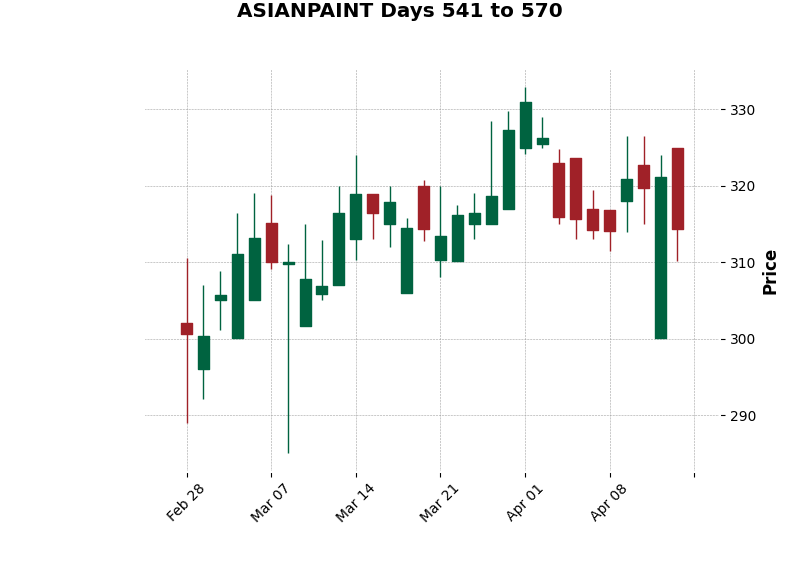 ASIANPAINT Days 541 to 570
330
320
310
300
290
Price
Feb 28
Mar 07
Mar 14
Mar 21
Apr 01
Apr 08